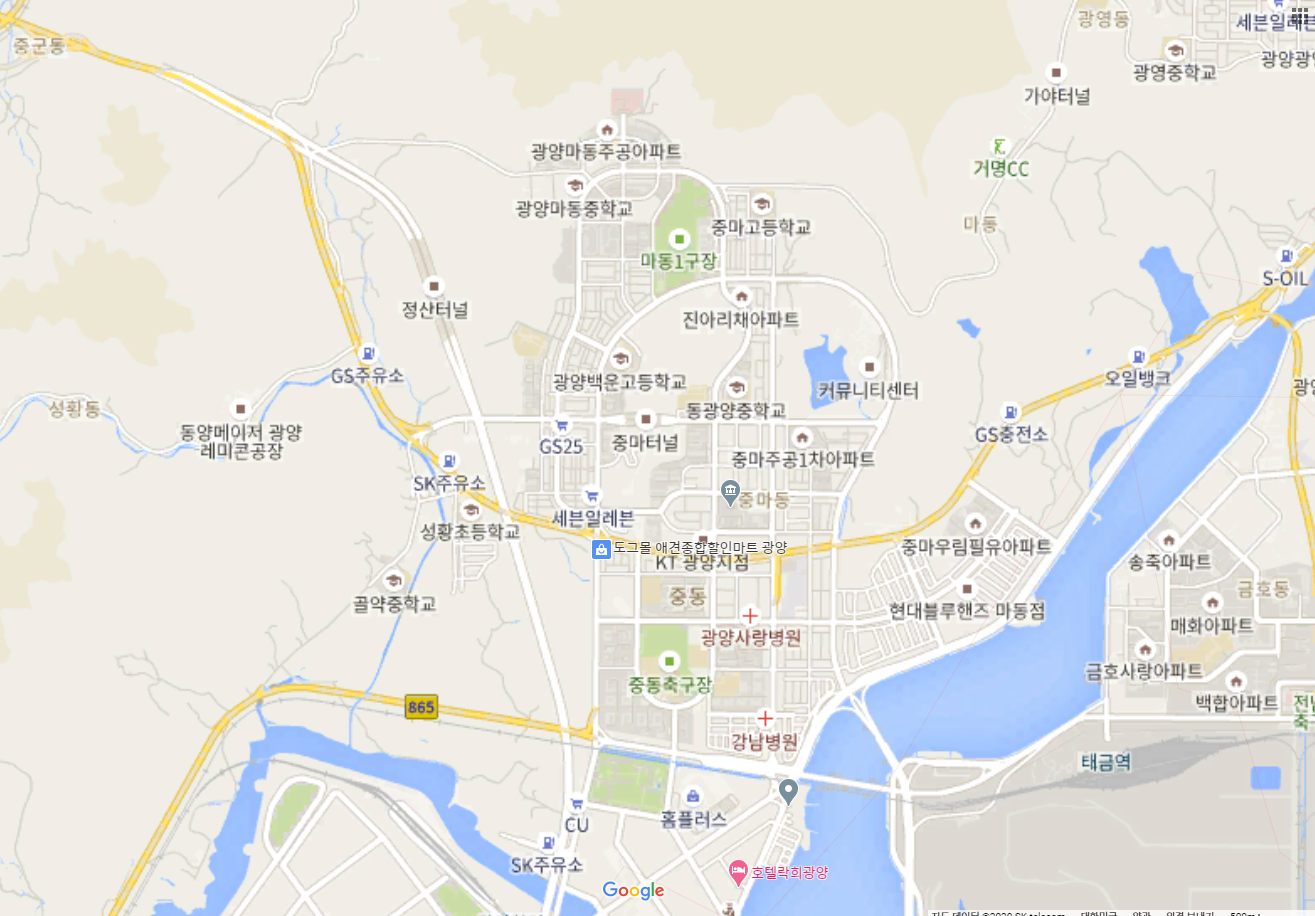 광영동
세븐일레븐
중군동
광영중학교
가야터널
광양마동주공아파트
거명CC
광양마동중학교
중마고등학교
마동
마동1구장
S-OIL
정산터널
진아리채아파트
GS주유소
광양백운고등학교
커뮤니티센터
오일뱅크
성황동
동광양중학교
동양메이저 광양
레미콘공장
GS25
중마터널
GS충전소
중마주공1차아파트
SK주유소
중마동
세븐일레븐
성황초등학교
도그몰 애견종합할인마트 광양
KT 광양지점
중마우림필유아파트
송죽아파트
골약중학교
중동
현대블루핸즈 마동점
금호동
매화아파트
광양사랑병원
금호사랑아파트
중동축구장
백합아파트
865
강남병원
태금역
CU
홈플러스
SK주유소
호텔락희광양
Google